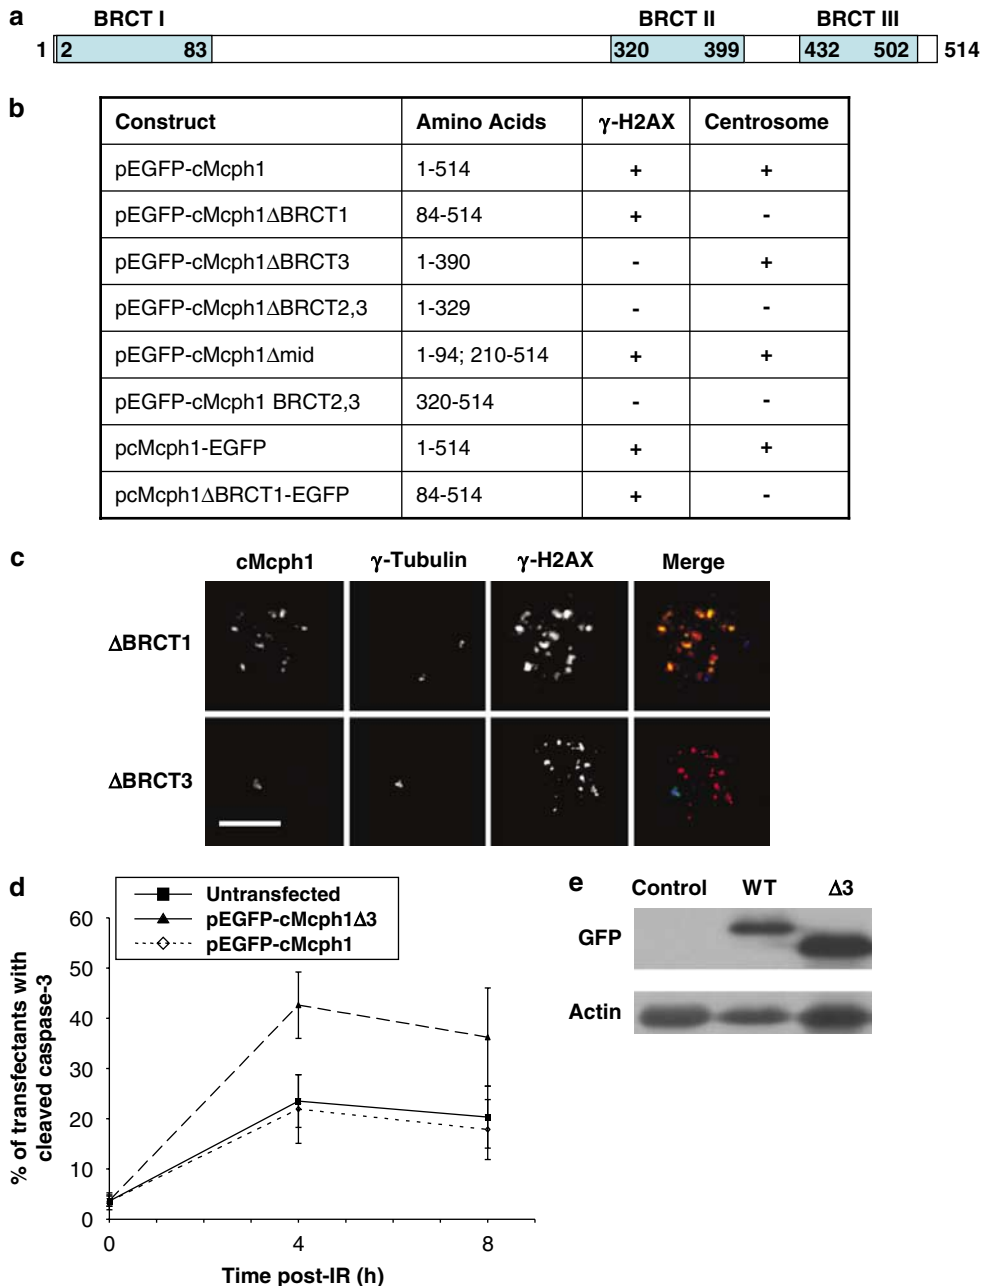 a
BRCT I BRCT II BRCT III
1 2 83 320 399 432 502 514
b
Construct Amino Acids γ-H2AX Centrosome
pEGFP-cMcph1 1-514 + +
pEGFP-cMcph1ΔBRCT1 84-514 + -
pEGFP-cMcph1ΔBRCT3 1-390 - +
pEGFP-cMcph1ΔBRCT2,3 1-329 - -
pEGFP-cMcph1Δmid 1-94; 210-514 + +
pEGFP-cMcph1 BRCT2,3 320-514 - -
pcMcph1-EGFP 1-514 + +
pcMcph1ΔBRCT1-EGFP 84-514 + -
c
cMcph1 γ-Tubulin γ-H2AX Merge
ΔBRCT1
ΔBRCT3
d
Untransfected
pEGFP-cMcph1Δ3
pEGFP-cMcph1
% of transfectants with
cleaved caspase-3
60
50
40
30
20
10
0
0 4 8
Time post-IR (h)
e
Control WT Δ3
GFP
Actin